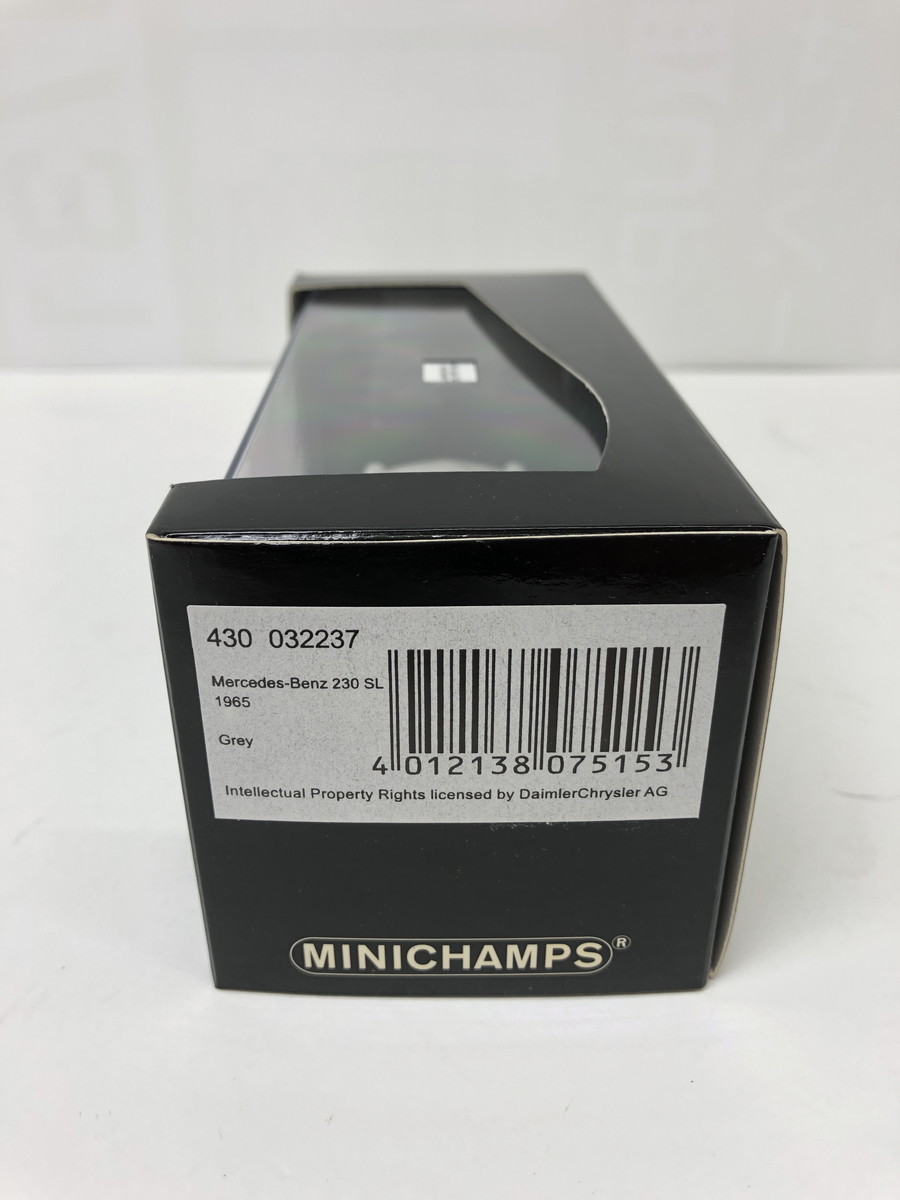 430 032237
Mercedes-Benz 230 SL
1965
Grey
4 012138 075153
Intellectual Property Rights licensed by DaimlerChrysler AG
MINICHAMPS®